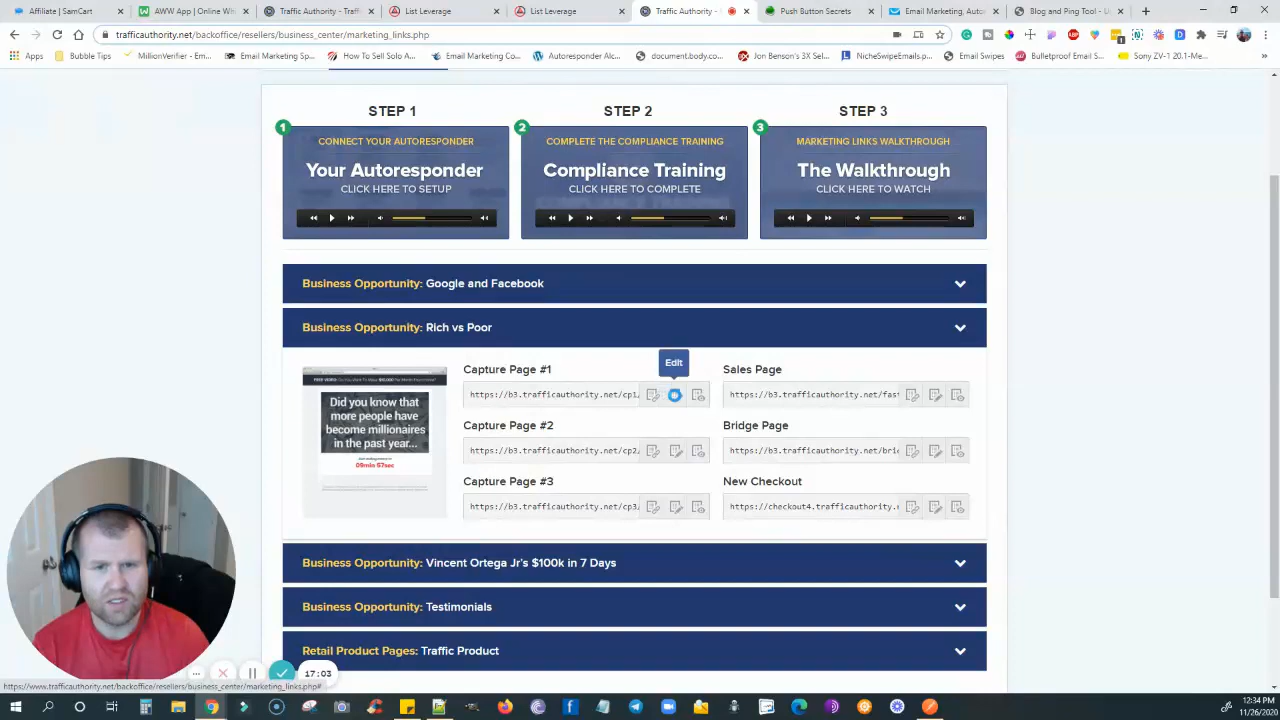 Affiliate | SamCart
AWW App | Online Whi
Traffic Authority - Affi
List Leverage
List Leverage
Traffic Authority -
Push Button Secrets
Email Marketing, Autor
Blog and Ping Tool - U
trafficauthority.net/backoffice/resellers/business_center/marketing_links.php
Apps
Bubble Tips
MillionVerifier - Em...
Email Marketing Sp...
How To Sell Solo A...
Email Marketing Co...
Autoresponder Alc...
document.body.co...
Jon Benson's 3X Sel...
NicheSwipeEmails.p...
Email Swipes
Bulletproof Email S...
Sony ZV-1 20.1-Me...
STEP 1
STEP 2
STEP 3
1
CONNECT YOUR AUTORESPONDER
Your Autoresponder
CLICK HERE TO SETUP
2
COMPLETE THE COMPLIANCE TRAINING
Compliance Training
CLICK HERE TO COMPLETE
3
MARKETING LINKS WALKTHROUGH
The Walkthrough
CLICK HERE TO WATCH
Business Opportunity: Google and Facebook
Business Opportunity: Rich vs Poor
Edit
Did you know that
more people have
become millionaires
in the past year...
09min 57sec
Capture Page #1
https://b3.trafficauthority.net/cp1/
Sales Page
https://b3.trafficauthority.net/fas
Capture Page #2
https://b3.trafficauthority.net/cp2/
Bridge Page
https://b3.trafficauthority.net/bri
Capture Page #3
https://b3.trafficauthority.net/cp3/
New Checkout
https://checkout4.trafficauthority.
Business Opportunity: Vincent Ortega Jr's $100k in 7 Days
Business Opportunity: Testimonials
Retail Product Pages: Traffic Product
17:03
https://www.trafficauthority.net/backoffice/resellers/business_center/marketing_links.php#
12:34 PM
11/26/2020